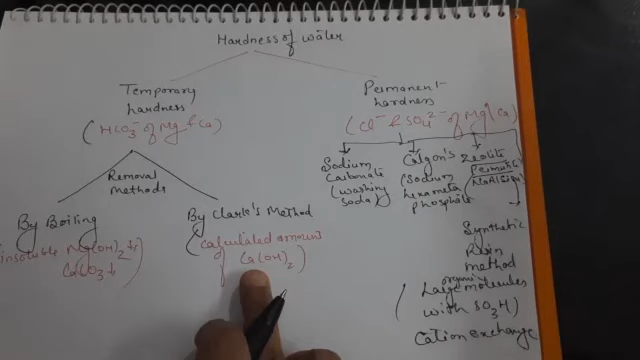 Hardness of water
Temporary
hardness
(HCO3⁻ of Mg & Ca)
Removal
Methods
By Boiling
insoluble Mg(OH)2↓
CaCO3↓)
By Clarke's Method
(Calculated amount
of Ca(OH)2)
Permanent
hardness
(Cl⁻ & SO4²⁻ of Mg/Ca)
Sodium
Carbonate
(washing
soda)
Calgon's
(Sodium
hexameta
phosphate
Zeolite
Permutit
Synthetic
Resin
method
organic
(Large molecules
with SO3H)
Cation exchange